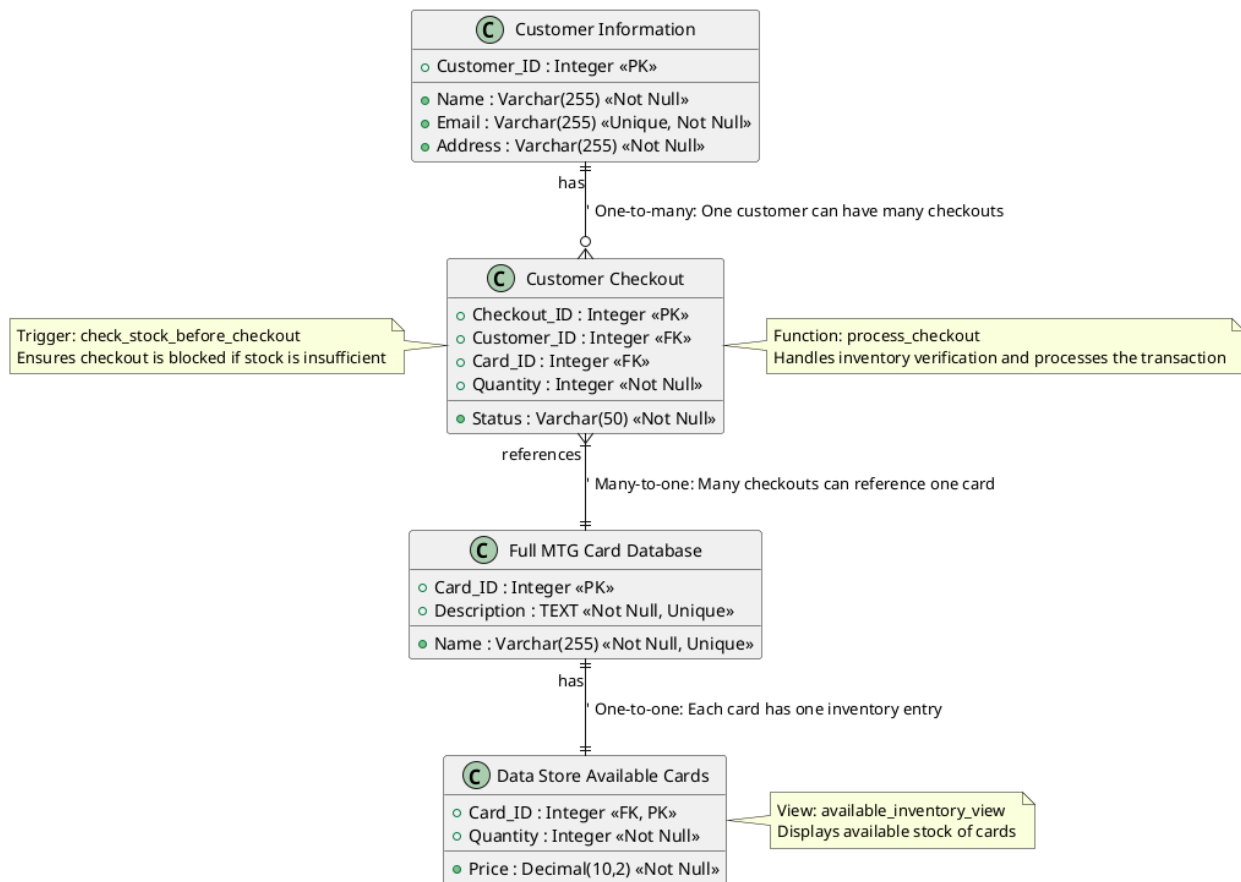 C Customer Information
Customer_ID : Integer «PK»
Name : Varchar(255) «Not Null»
Email : Varchar(255) «Unique, Not Null»
Address : Varchar(255) «Not Null»
has
' One-to-many: One customer can have many checkouts
C Customer Checkout
Checkout_ID : Integer «PK»
Customer_ID : Integer «FK»
Card_ID : Integer «FK»
Quantity : Integer «Not Null»
Status : Varchar(50) «Not Null»
Trigger: check_stock_before_checkout
Ensures checkout is blocked if stock is insufficient
Function: process_checkout
Handles inventory verification and processes the transaction
references
' Many-to-one: Many checkouts can reference one card
C Full MTG Card Database
Card_ID : Integer «PK»
Description : TEXT «Not Null, Unique»
Name : Varchar(255) «Not Null, Unique»
has
' One-to-one: Each card has one inventory entry
C Data Store Available Cards
Card_ID : Integer «FK, PK»
Quantity : Integer «Not Null»
Price : Decimal(10,2) «Not Null»
View: available_inventory_view
Displays available stock of cards